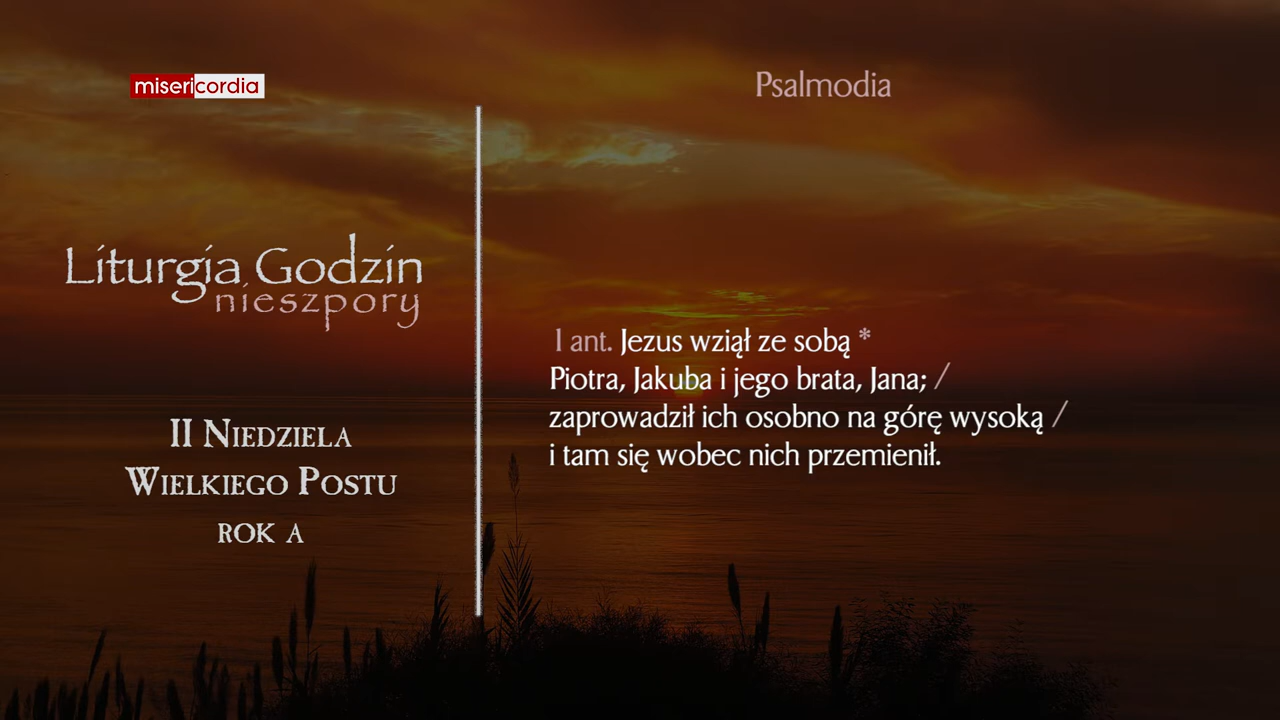 misericordia
Liturgia Godzin
nieszpory
II Niedziela
Wielkiego Postu
rok a
Psalmodia
1 ant. Jezus wziął ze sobą *
Piotra, Jakuba i jego brata, Jana; /
zaprowadził ich osobno na górę wysoką /
i tam się wobec nich przemienił.